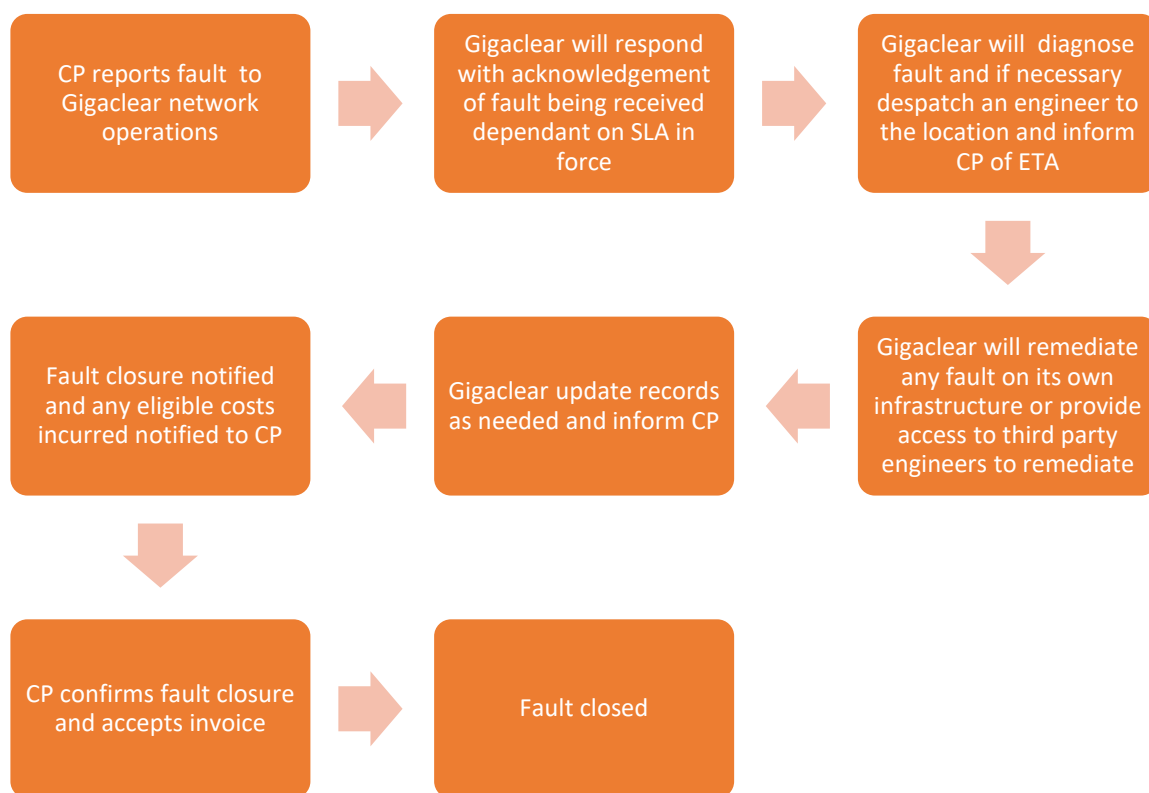 CP reports fault to
Gigaclear network
operations
Gigaclear will respond
with acknowledgement
of fault being received
dependant on SLA in
force
Gigaclear will diagnose
fault and if necessary
despatch an engineer to
the location and inform
CP of ETA
Gigaclear will remediate
any fault on its own
infrastructure or provide
access to third party
engineers to remediate
Gigaclear update records
as needed and inform CP
Fault closure notified
and any eligible costs
incurred notified to CP
CP confirms fault closure
and accepts invoice
Fault closed